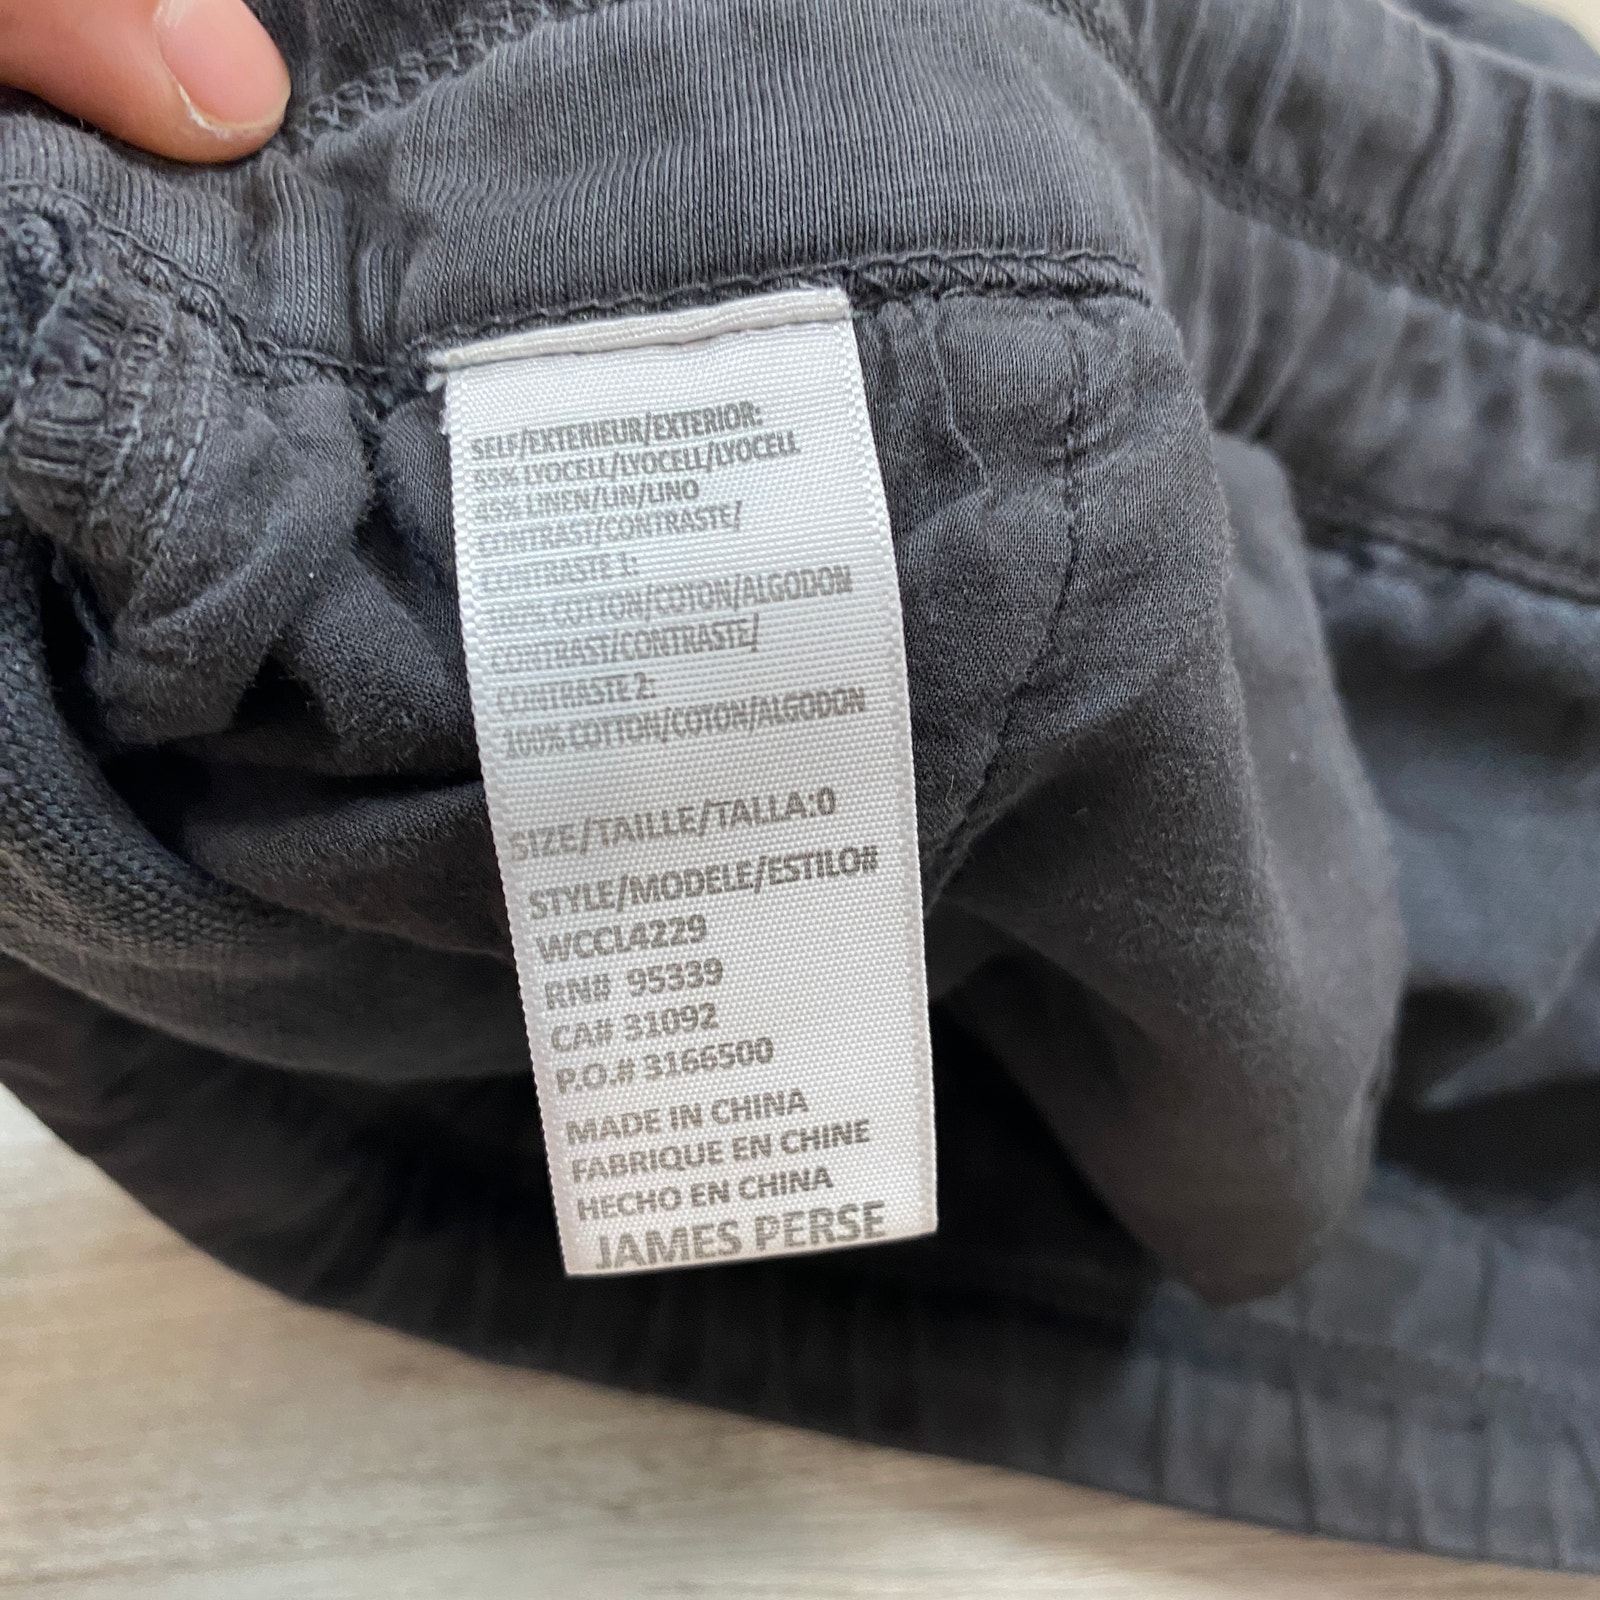 SELF/EXTERIEUR/EXTERIOR:
55% LYOCELL/LYOCELL/LYOCELL
45% LINEN/LIN/LINO
CONTRAST/CONTRASTE/
CONTRASTE 1:
100% COTTON/COTON/ALGODON
CONTRAST/CONTRASTE/
CONTRASTE 2:
100% COTTON/COTON/ALGODON
SIZE/TAILLE/TALLA:0
STYLE/MODELE/ESTILO#
WCCL4229
RN# 95339
CA# 31092
P.O.# 3166500
MADE IN CHINA
FABRIQUE EN CHINE
HECHO EN CHINA
JAMES PERSE